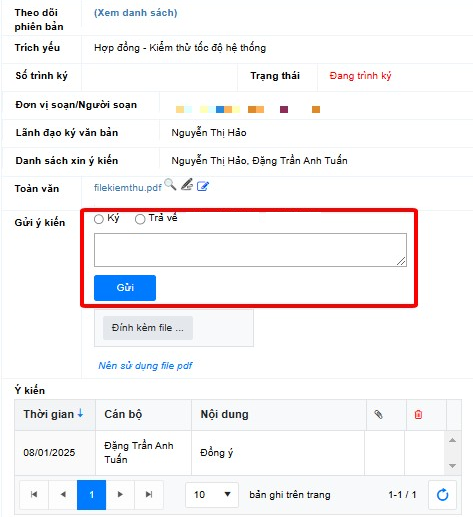 Theo dõi phiên bản (Xem danh sách)
Trích yếu Hợp đồng - Kiểm thử tốc độ hệ thống
Số trình ký Trạng thái Đang trình ký
Đơn vị soạn/Người soạn
Lãnh đạo ký văn bản Nguyễn Thị Hảo
Danh sách xin ý kiến Nguyễn Thị Hảo, Đặng Trần Anh Tuấn
Toàn văn filekiemthu.pdf
Gửi ý kiến Ký Trả về
Gửi
Đính kèm file ...
Nên sử dụng file pdf
Ý kiến
Thời gian Cán bộ Nội dung
08/01/2025 Đặng Trần Anh Tuấn Đồng ý
1 10 bản ghi trên trang 1-1 / 1